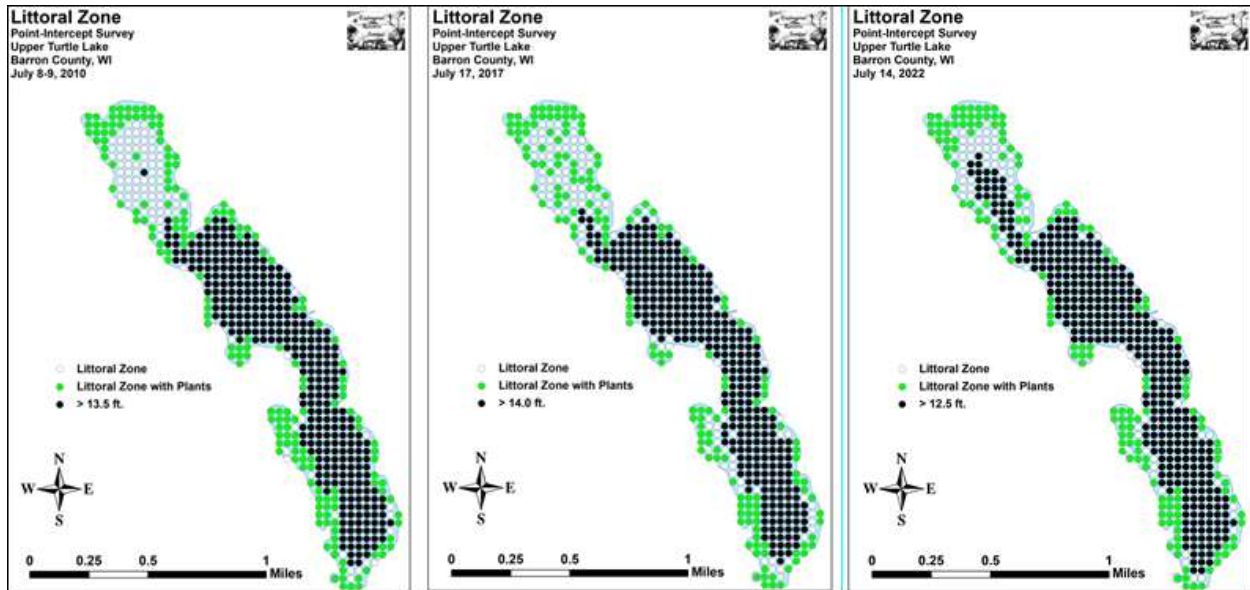 Littoral Zone
Point-Intercept Survey
Upper Turtle Lake
Barron County, WI
July 8-9, 2010
Littoral Zone
Littoral Zone with Plants
> 13.5 ft.
N
W E
S
0 0.25 0.5 1
Miles
Littoral Zone
Point-Intercept Survey
Upper Turtle Lake
Barron County, WI
July 17, 2017
Littoral Zone
Littoral Zone with Plants
> 14.0 ft.
N
W E
S
0 0.25 0.5 1
Miles
Littoral Zone
Point-Intercept Survey
Upper Turtle Lake
Barron County, WI
July 14, 2022
Littoral Zone
Littoral Zone with Plants
> 12.5 ft.
N
W E
S
0 0.25 0.5 1
Miles